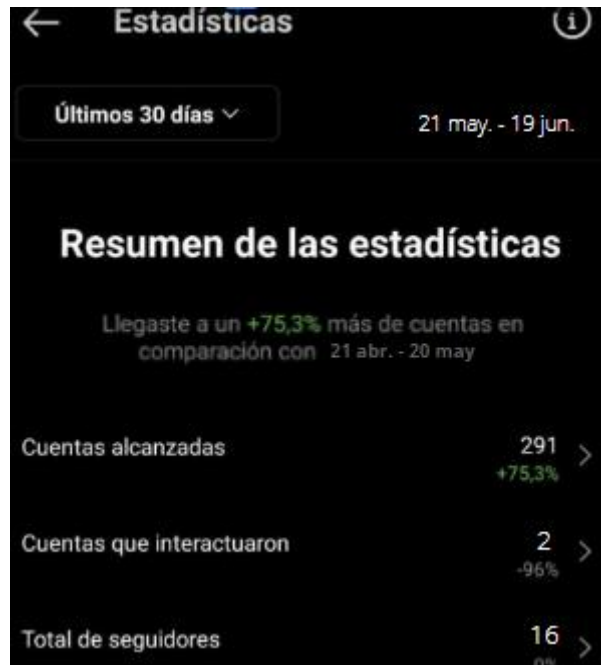 Estadísticas
Últimos 30 días
21 may. - 19 jun.
Resumen de las estadísticas
Llegaste a un +75,3% más de cuentas en
comparación con 21 abr. - 20 may
Cuentas alcanzadas
291
+75,3%
Cuentas que interactuaron
2
-96%
Total de seguidores
16